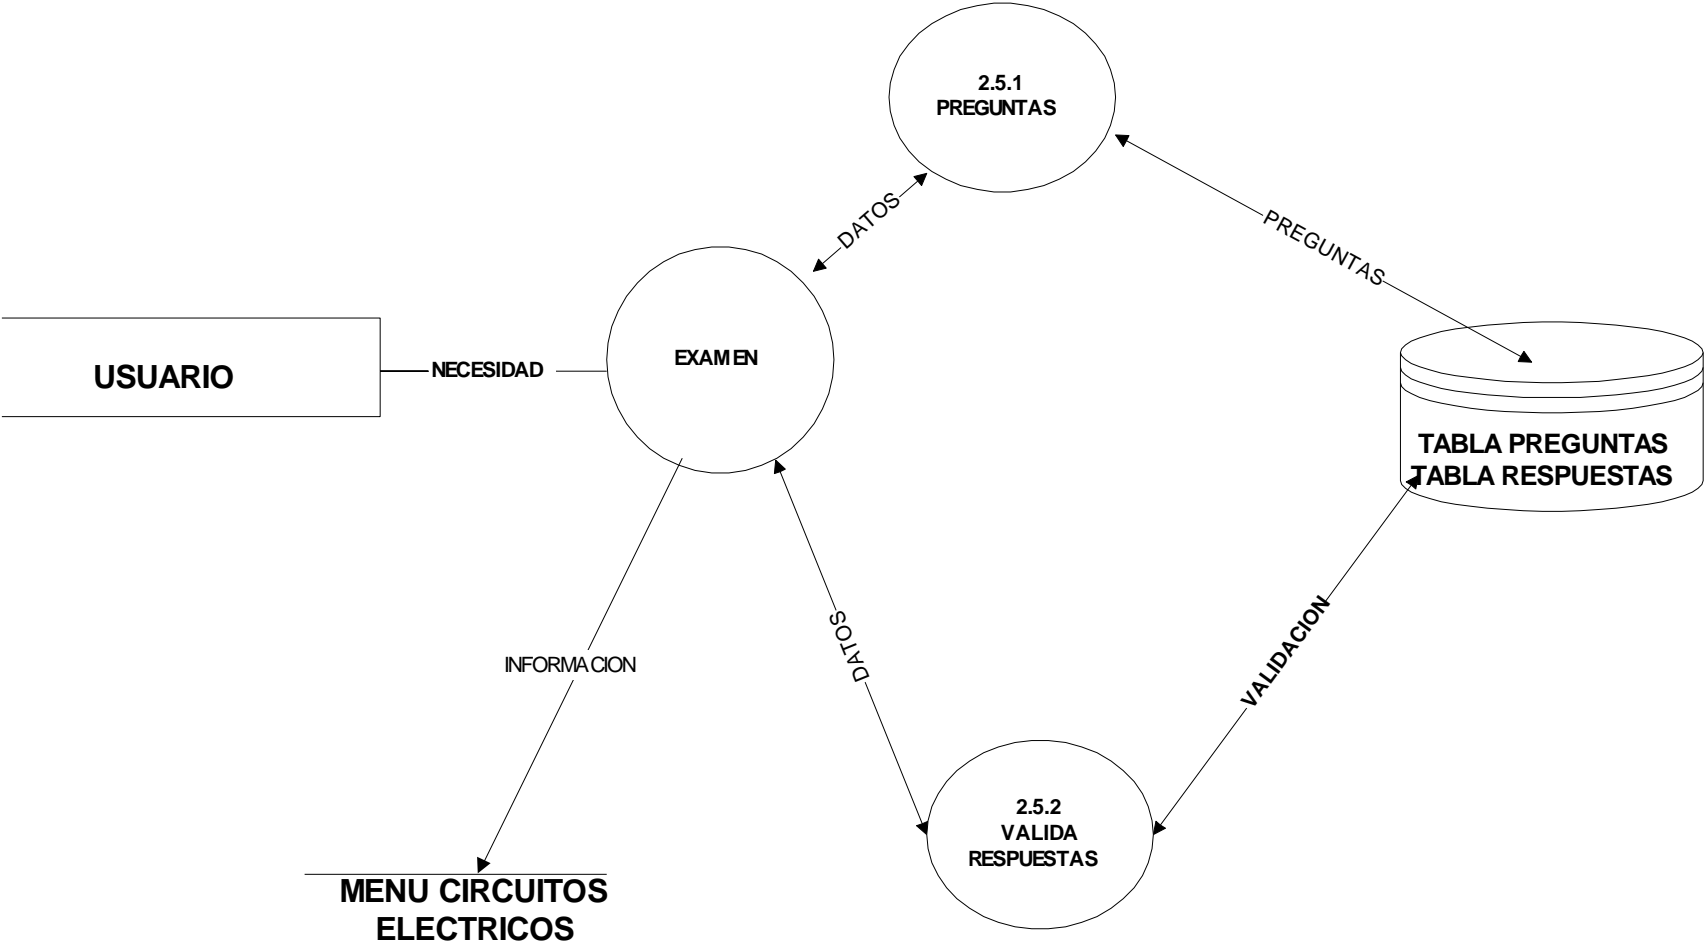 2.5.1
PREGUNTAS
DATOS
PREGUNTAS
USUARIO
NECESIDAD
EXAMEN
TABLA PREGUNTAS
TABLA RESPUESTAS
INFORMACION
DATOS
VALIDACION
2.5.2
VALIDA
RESPUESTAS
MENU CIRCUITOS
ELECTRICOS